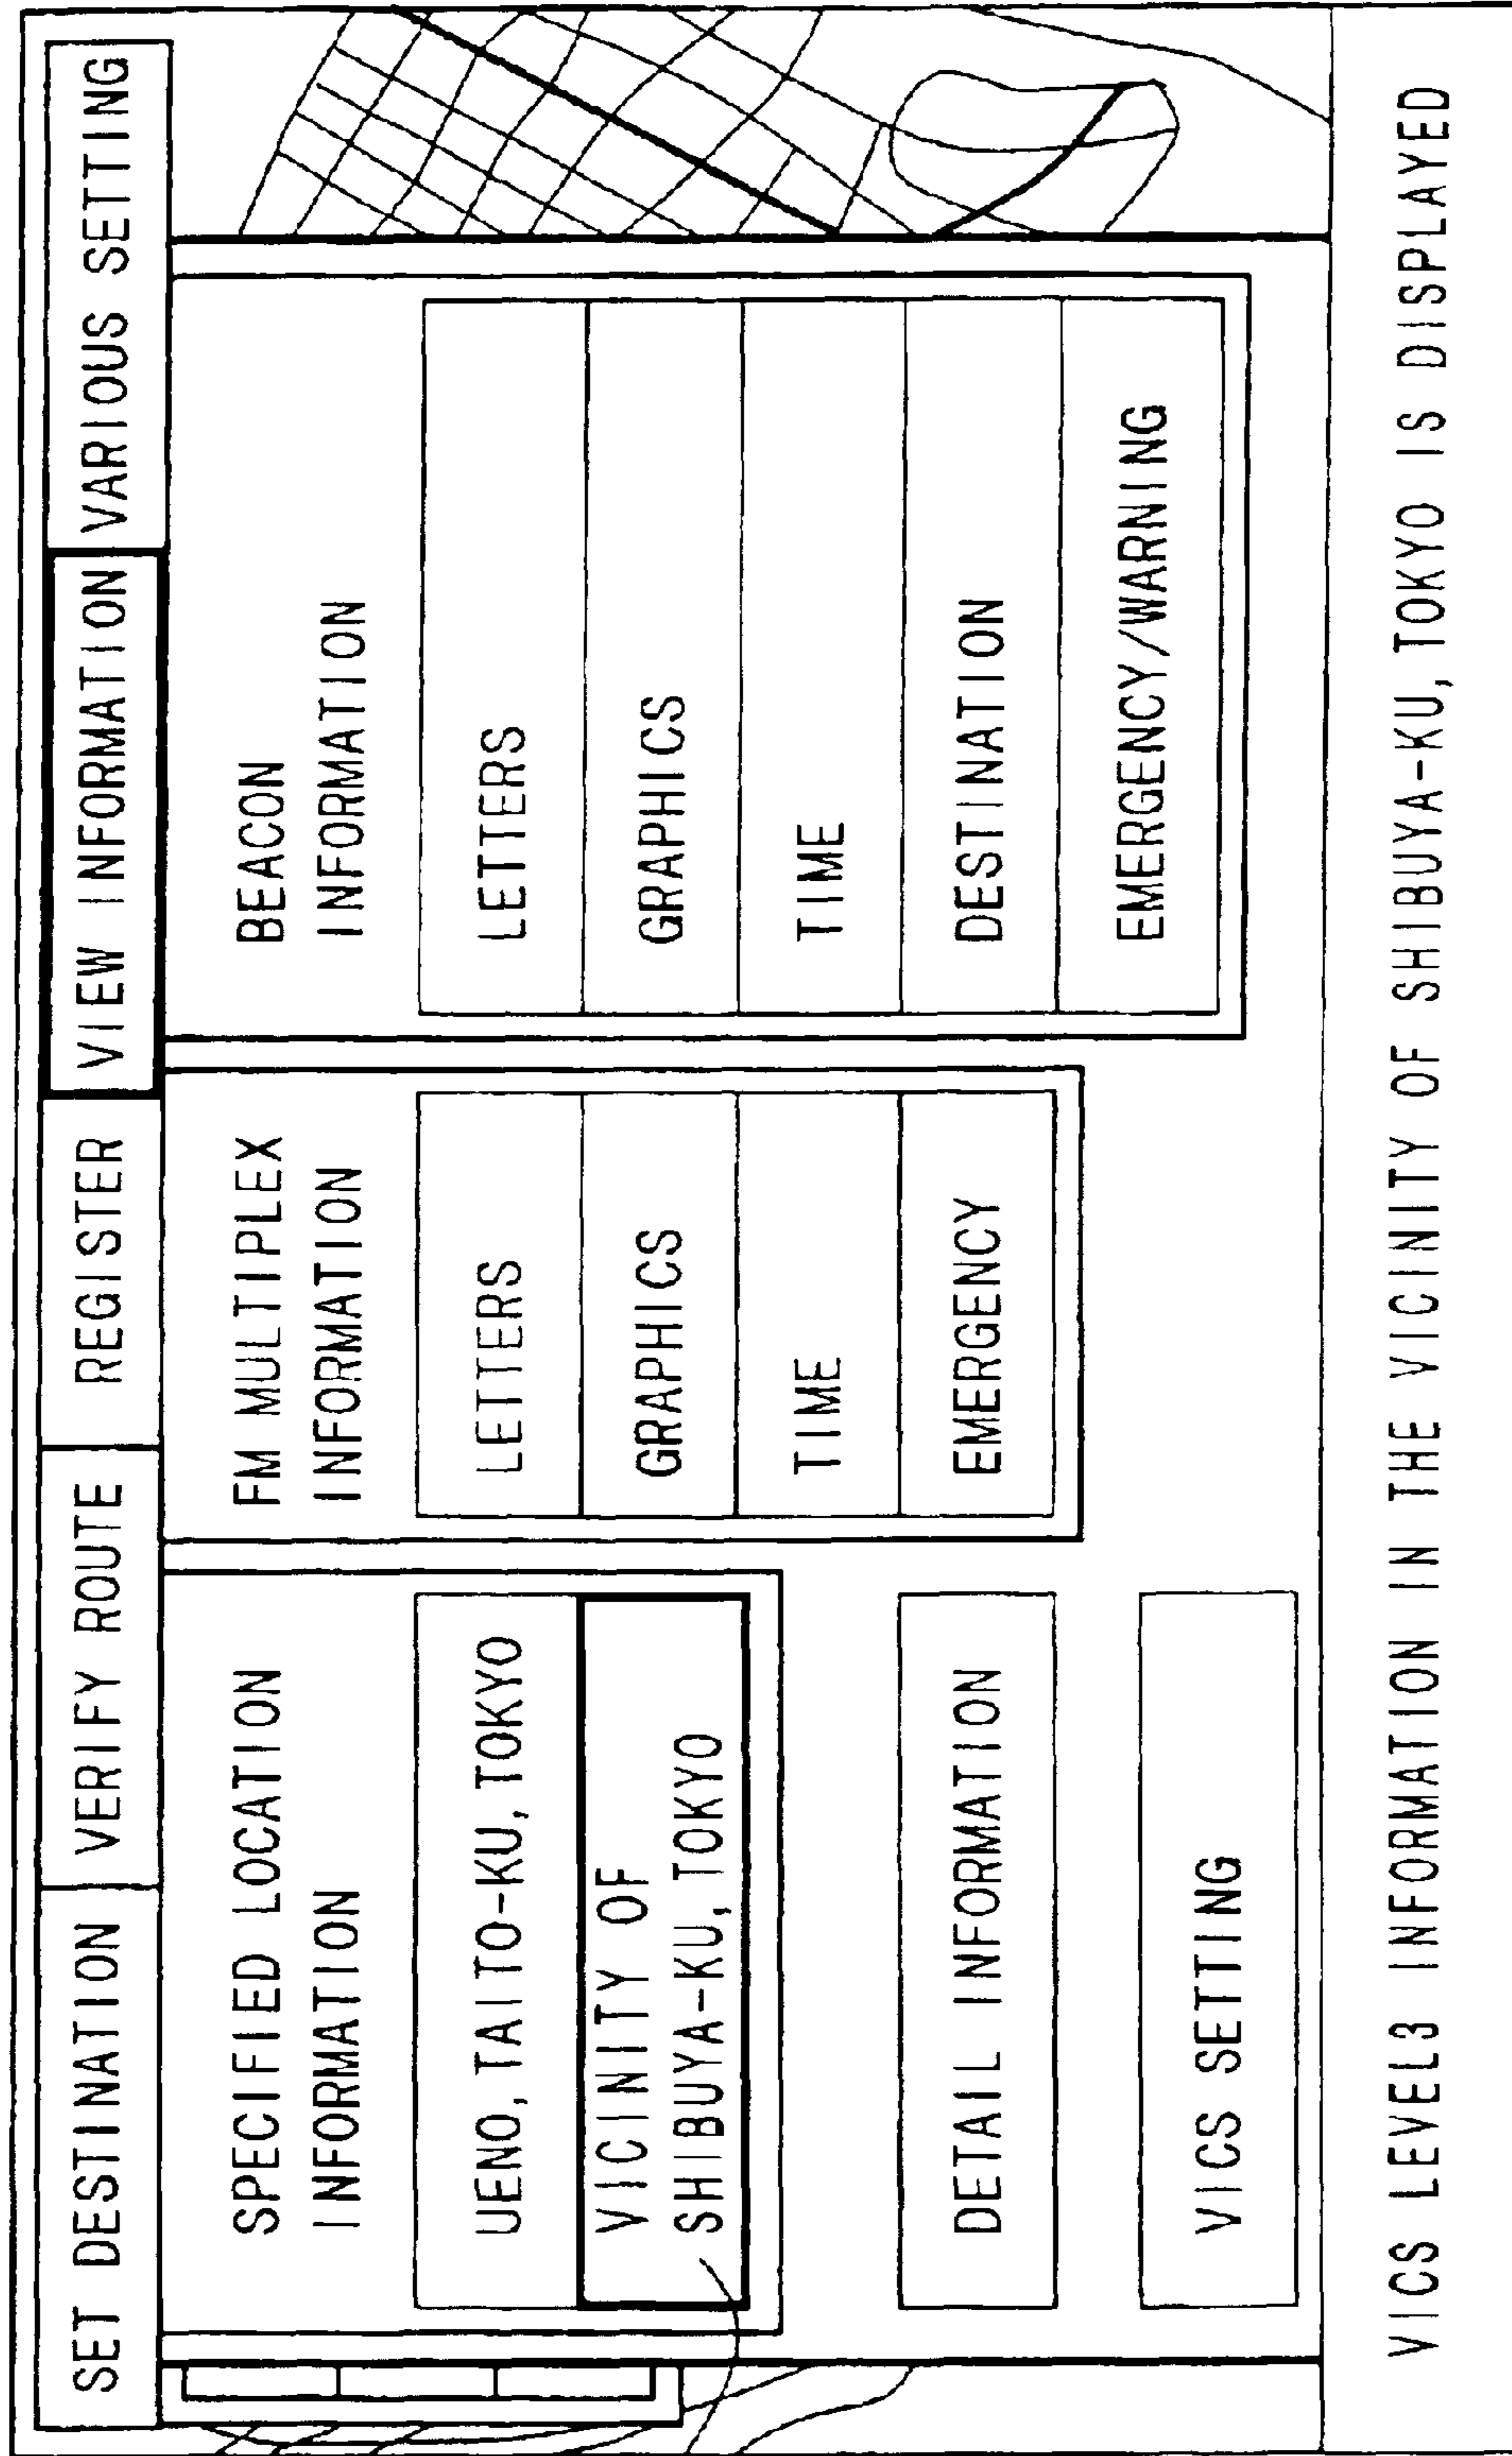 SET DESTINATION
VERIFY ROUTE
REGISTER
VIEW INFORMATION
VARIOUS SETTING
SPECIFIED LOCATION
INFORMATION
UENO, TAITO-KU, TOKYO
VICINITY OF
SHIBUYA-KU, TOKYO
DETAIL INFORMATION
VICS SETTING
FM MULTIPLEX
INFORMATION
LETTERS
GRAPHICS
TIME
EMERGENCY
BEACON
INFORMATION
LETTERS
GRAPHICS
TIME
DESTINATION
EMERGENCY/WARNING
VICS LEVEL3 INFORMATION IN THE VICINITY OF SHIBUYA-KU, TOKYO IS DISPLAYED